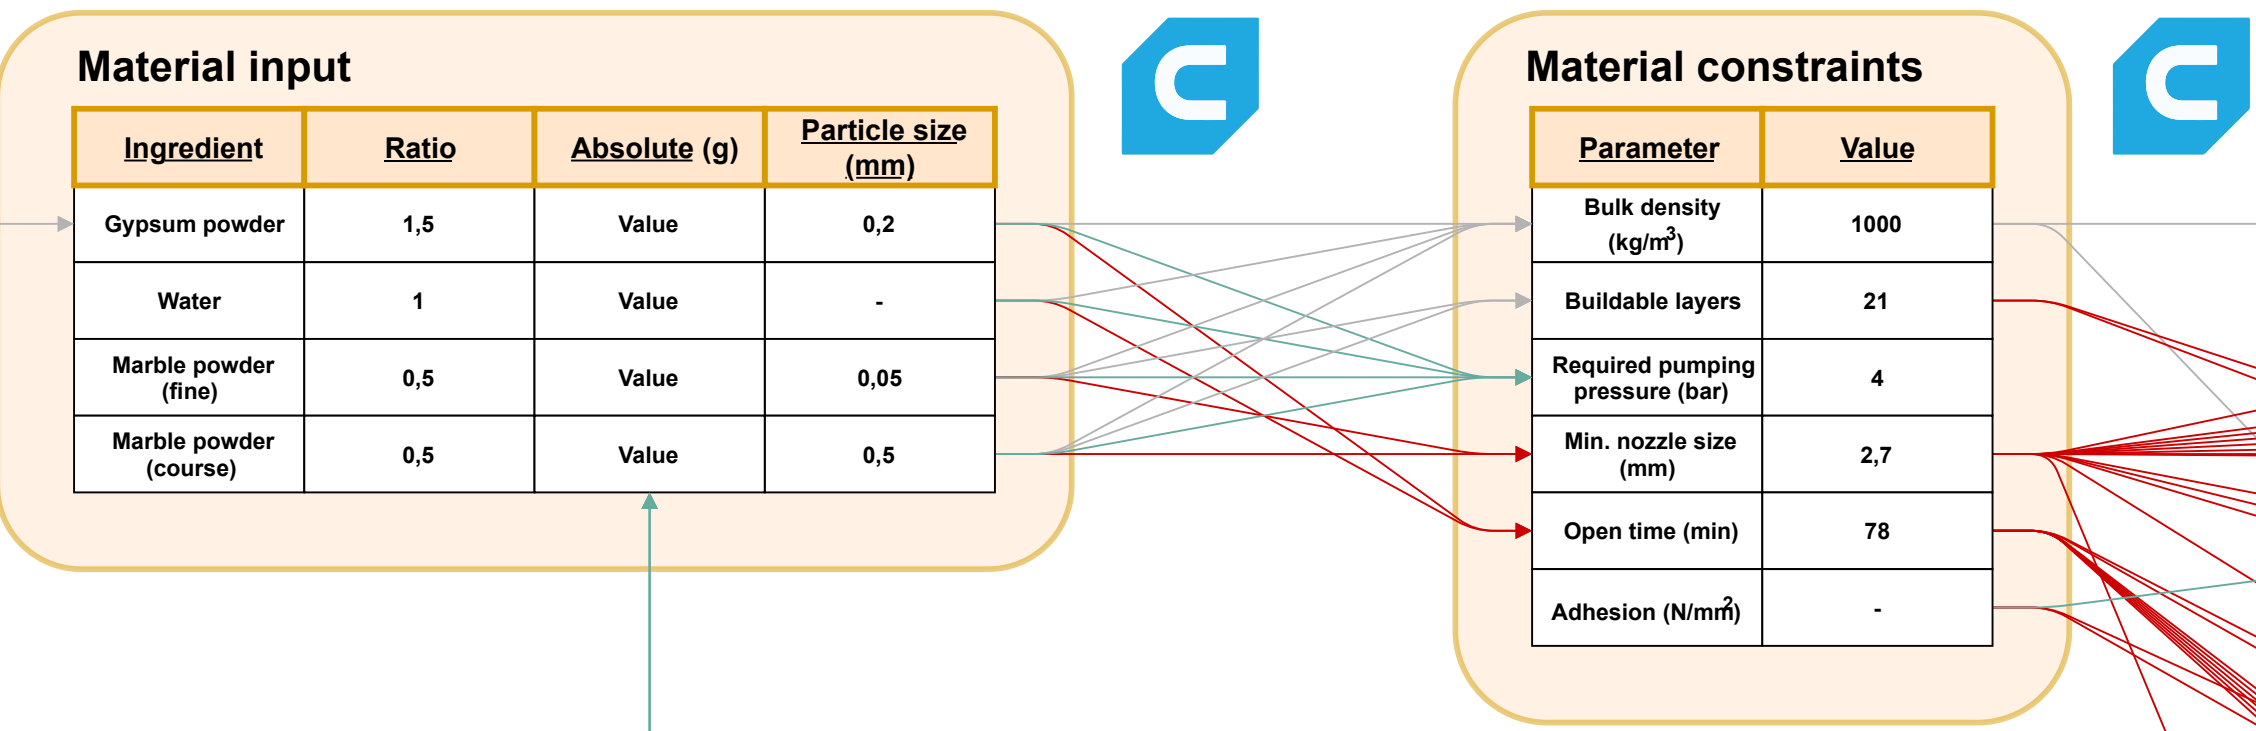 Material input
Ingredient Ratio Absolute (g) Particle size
(mm)
Gypsum powder 1,5 Value 0,2
Water 1 Value -
Marble powder
(fine) 0,5 Value 0,05
Marble powder
(course) 0,5 Value 0,5
Material constraints
Parameter Value
Bulk density
(kg/m³) 1000
Buildable layers 21
Required pumping
pressure (bar) 4
Min. nozzle size
(mm) 2,7
Open time (min) 78
Adhesion (N/mm²) -